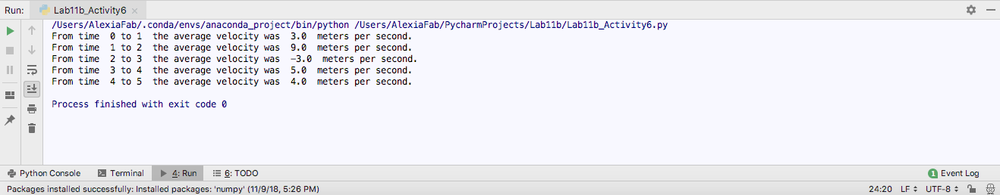 Run: Lab11b_Activity6
/Users/AlexiaFab/.conda/envs/anaconda_project/bin/python /Users/AlexiaFab/PycharmProjects/Lab11b/Lab11b_Activity6.py
From time  0 to 1  the average velocity was  3.0  meters per second.
From time  1 to 2  the average velocity was  9.0  meters per second.
From time  2 to 3  the average velocity was  -3.0  meters per second.
From time  3 to 4  the average velocity was  5.0  meters per second.
From time  4 to 5  the average velocity was  4.0  meters per second.
Process finished with exit code 0
Python Console Terminal 4: Run 6: TODO 1 Event Log
Packages installed successfully: Installed packages: 'numpy' (11/9/18, 5:26 PM) 24:20 LF UTF-8